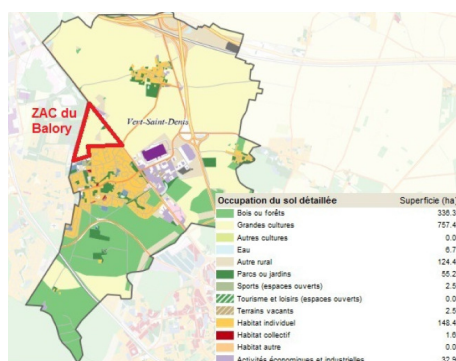 ZAC du
Balory
Vert-Saint-Denis
Occupation du sol détaillée Superficie (ha)
Bois ou forêts 336.3
Grandes cultures 757.4
Autres cultures 0.0
Eau 6.7
Autre rural 124.4
Parcs ou jardins 55.2
Sports (espaces ouverts) 2.5
Tourisme et loisirs (espaces ouverts) 0.0
Terrains vacants 2.5
Habitat individuel 148.4
Habitat collectif 1.6
Habitat autre 0.0
Activités économiques et industrielles 32.9